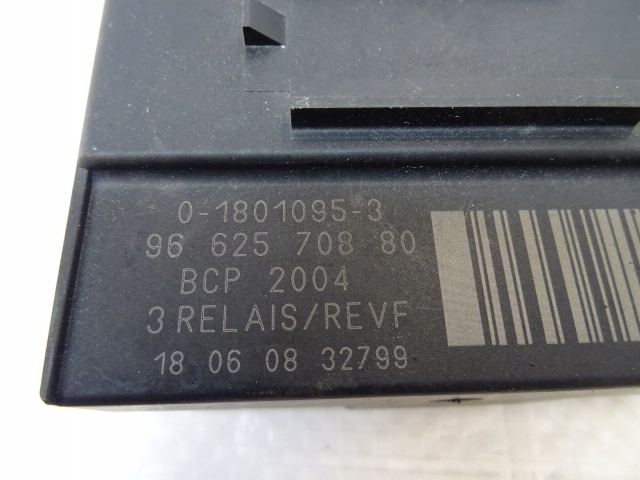 0-1801095-3
96 625 708 80
BCP 2004
3 RELAIS/REVF
18 06 08 32799